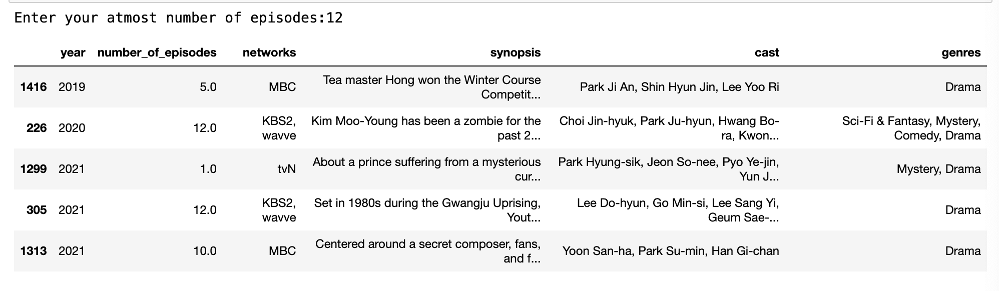 Enter your atmost number of episodes:12
year number_of_episodes networks synopsis cast genres
1416 2019 5.0 MBC Tea master Hong won the Winter Course Competit... Park Ji An, Shin Hyun Jin, Lee Yoo Ri Drama
226 2020 12.0 KBS2, wavve Kim Moo-Young has been a zombie for the past 2... Choi Jin-hyuk, Park Ju-hyun, Hwang Bo-ra, Kwon... Sci-Fi & Fantasy, Mystery, Comedy, Drama
1299 2021 1.0 tvN About a prince suffering from a mysterious cur... Park Hyung-sik, Jeon So-nee, Pyo Ye-jin, Yun J... Mystery, Drama
305 2021 12.0 KBS2, wavve Set in 1980s during the Gwangju Uprising, Yout... Lee Do-hyun, Go Min-si, Lee Sang Yi, Geum Sae-... Drama
1313 2021 10.0 MBC Centered around a secret composer, fans, and f... Yoon San-ha, Park Su-min, Han Gi-chan Drama